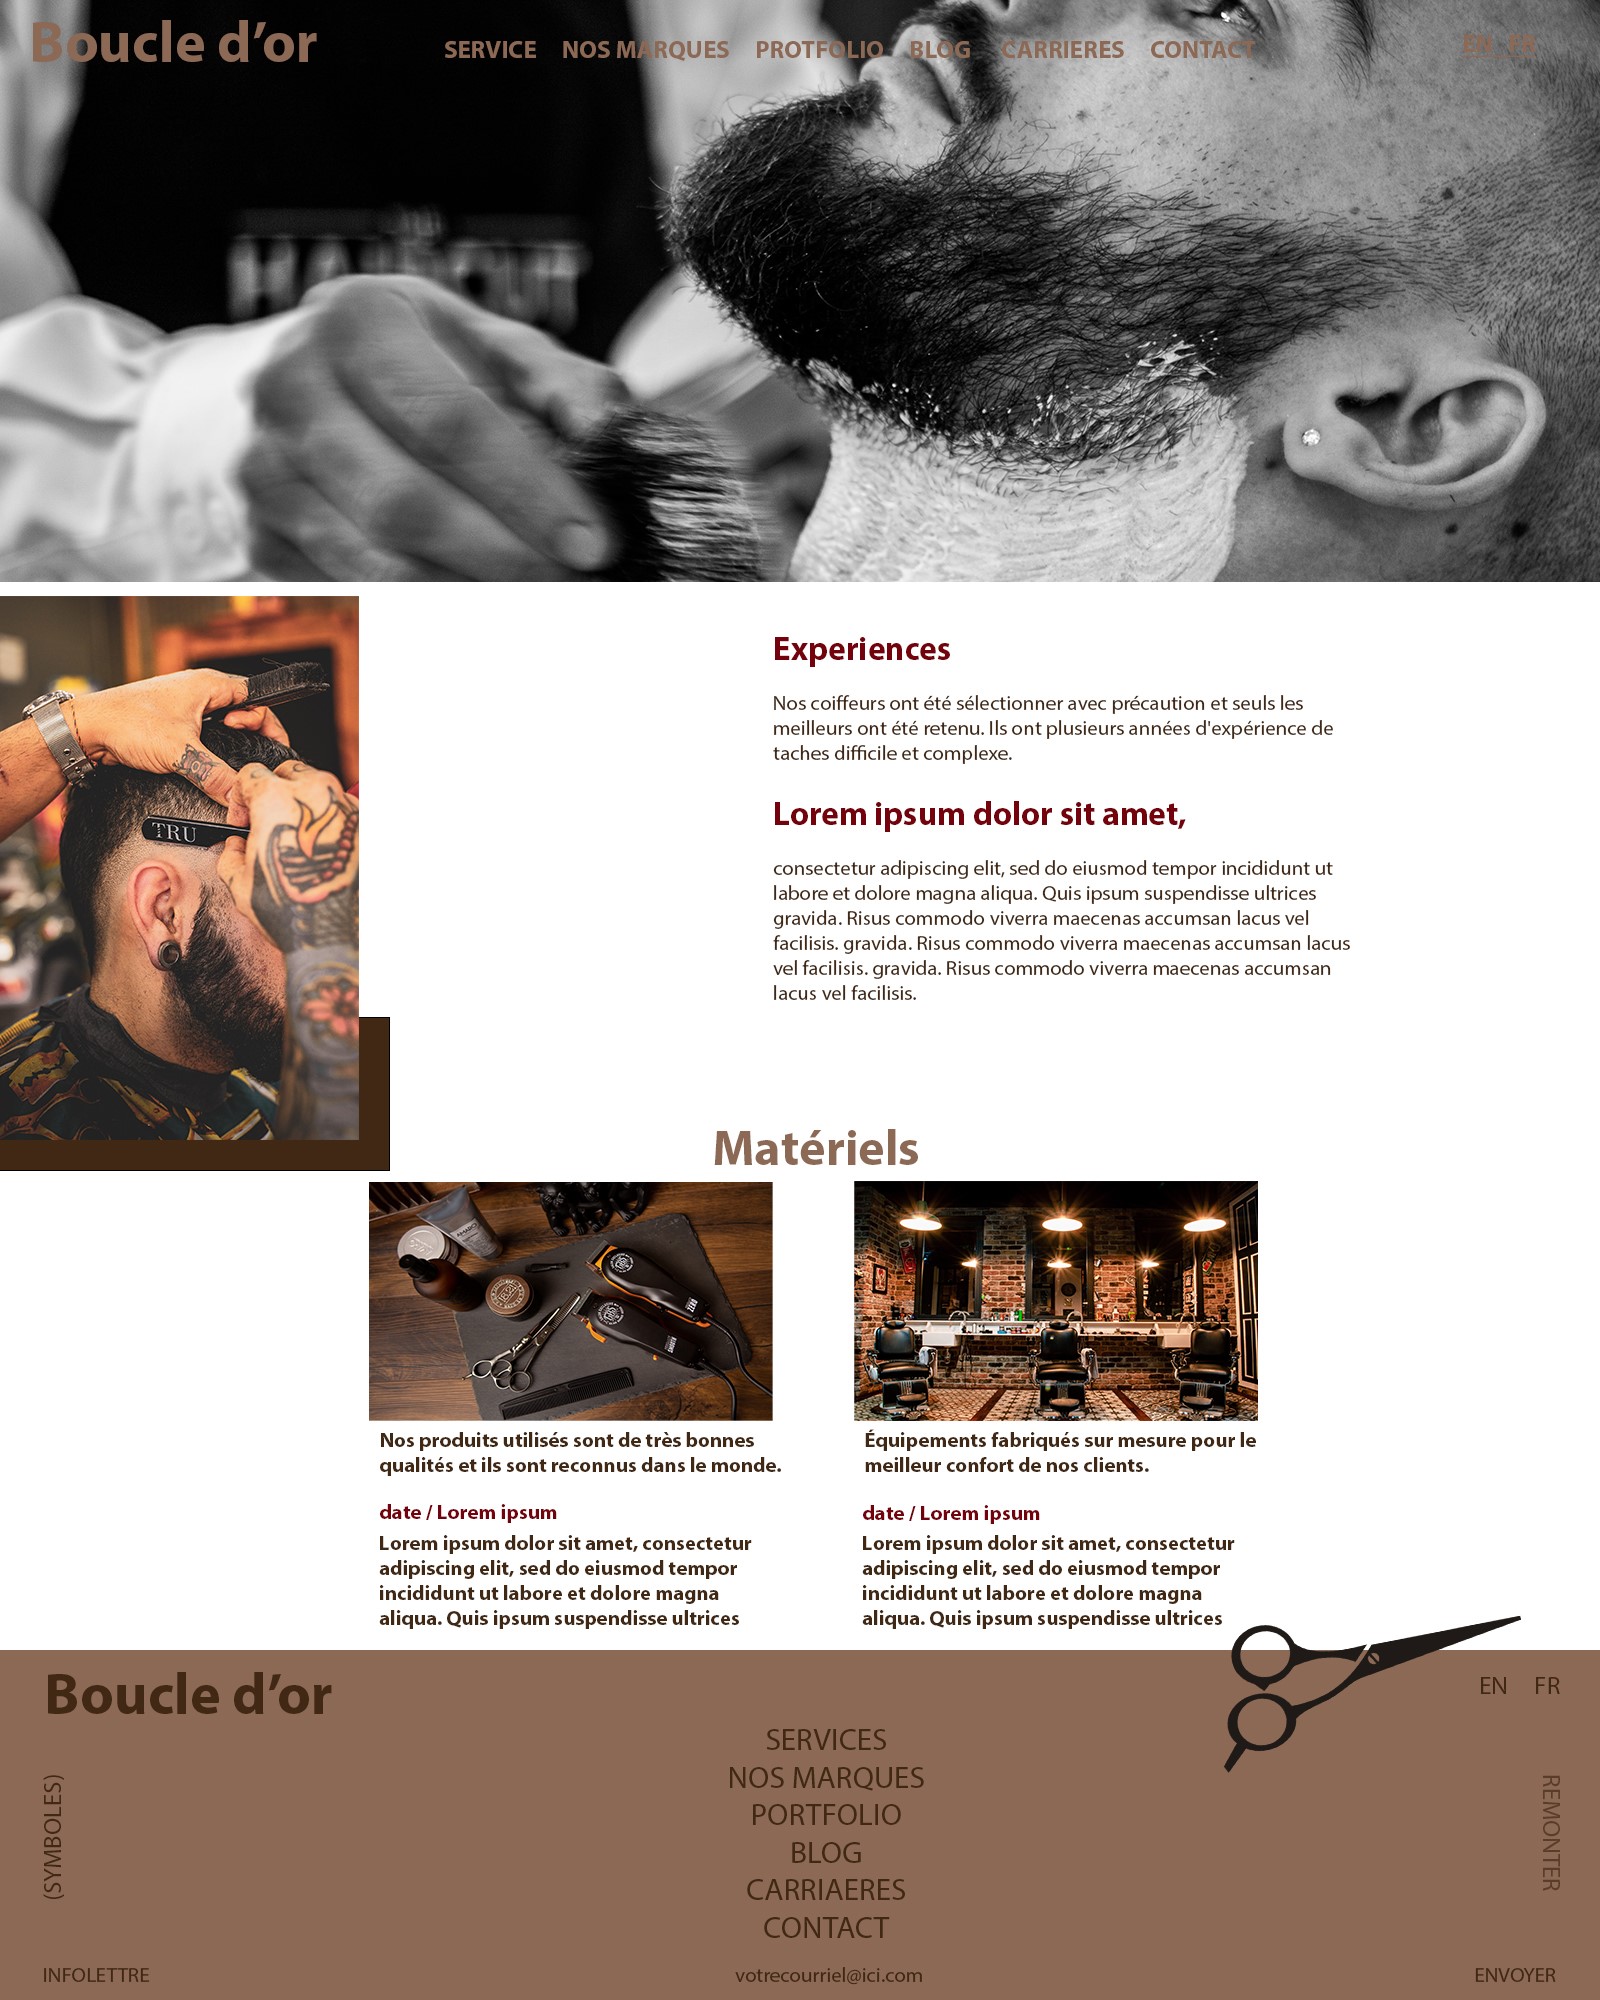 Boucle d’or
SERVICE NOS MARQUES PROTFOLIO BLOG CARRIERES CONTACT
EN FR
HAIRCUT
TRU
Experiences
Nos coiffeurs ont été sélectionner avec précaution et seuls les
meilleurs ont été retenu. Ils ont plusieurs années d'expérience de
taches difficile et complexe.
Lorem ipsum dolor sit amet,
consectetur adipiscing elit, sed do eiusmod tempor incididunt ut
labore et dolore magna aliqua. Quis ipsum suspendisse ultrices
gravida. Risus commodo viverra maecenas accumsan lacus vel
facilisis. gravida. Risus commodo viverra maecenas accumsan lacus
vel facilisis. gravida. Risus commodo viverra maecenas accumsan
lacus vel facilisis.
Matériels
Nos produits utilisés sont de très bonnes
qualités et ils sont reconnus dans le monde.
date / Lorem ipsum
Lorem ipsum dolor sit amet, consectetur
adipiscing elit, sed do eiusmod tempor
incididunt ut labore et dolore magna
aliqua. Quis ipsum suspendisse ultrices
Équipements fabriqués sur mesure pour le
meilleur confort de nos clients.
date / Lorem ipsum
Lorem ipsum dolor sit amet, consectetur
adipiscing elit, sed do eiusmod tempor
incididunt ut labore et dolore magna
aliqua. Quis ipsum suspendisse ultrices
Boucle d’or
EN FR
(SYMBOLES)
SERVICES
NOS MARQUES
PORTFOLIO
BLOG
CARRIAERES
CONTACT
REMONTER
INFOLETTRE
votrecourriel@ici.com
ENVOYER